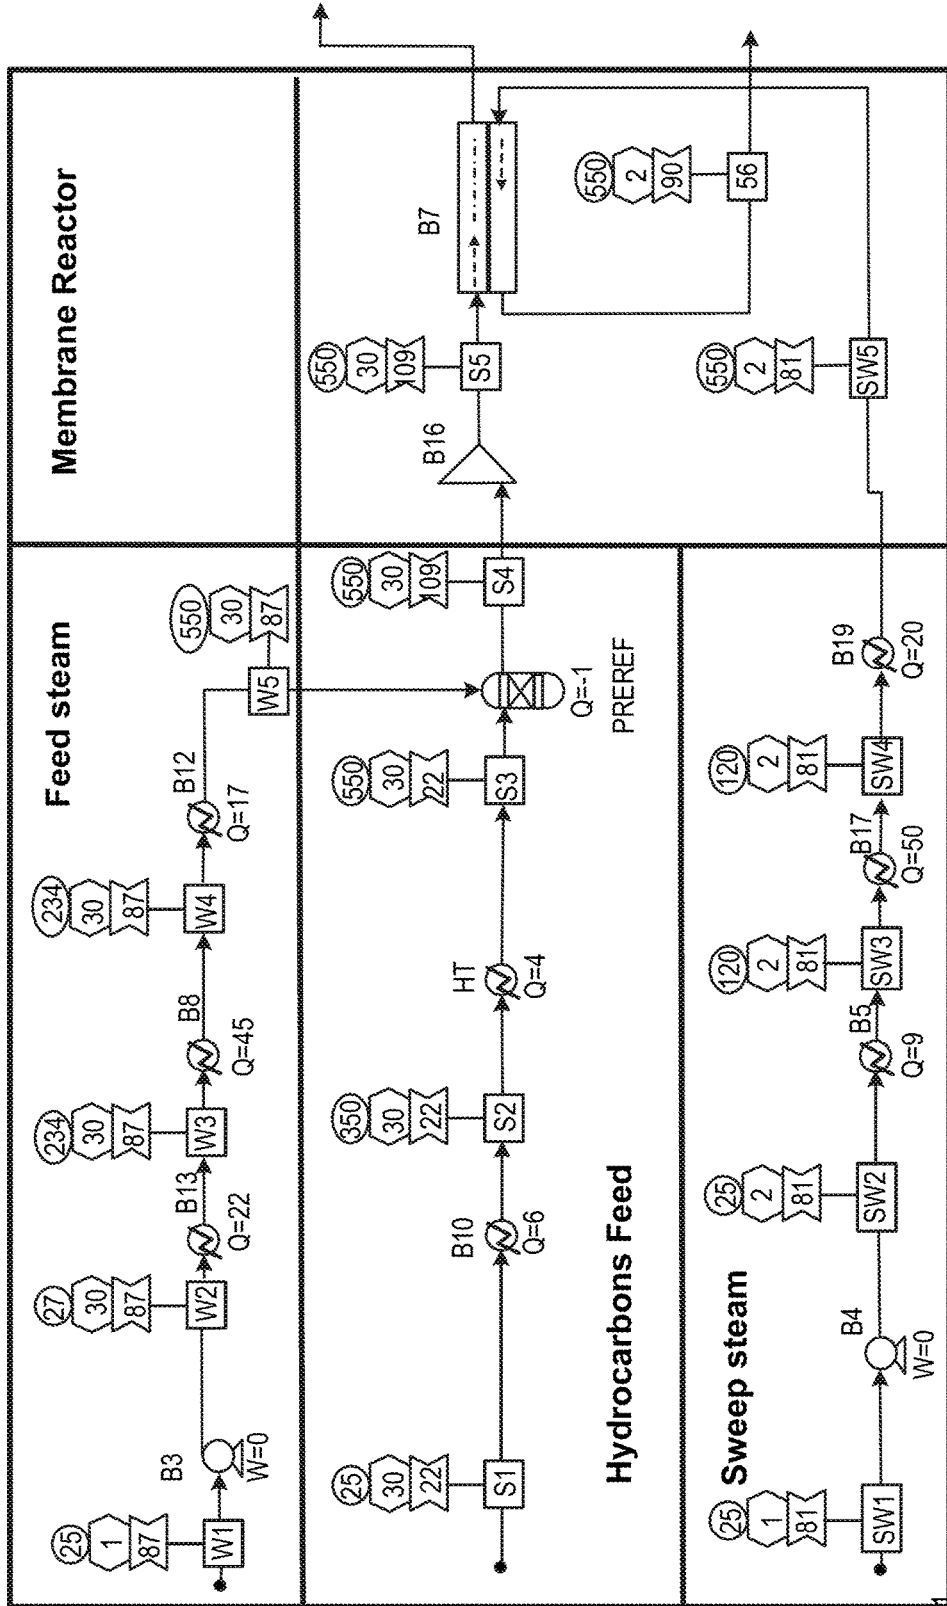 Feed steam
25
1
87
W1
B3
W=0
27
30
87
W2
B13
Q=22
234
30
87
W3
B8
Q=45
234
30
87
W4
B12
Q=17
550
30
87
W5
Hydrocarbons Feed
25
30
22
S1
B10
Q=6
350
30
22
S2
HT
Q=4
550
30
22
S3
Q=-1
PREREF
550
30
109
S4
Sweep steam
25
1
81
SW1
B4
W=0
25
2
81
SW2
B5
Q=9
120
2
81
SW3
B17
Q=50
120
2
81
SW4
B19
Q=20
Membrane Reactor
B16
550
30
109
S5
B7
550
2
90
56
550
2
81
SW5